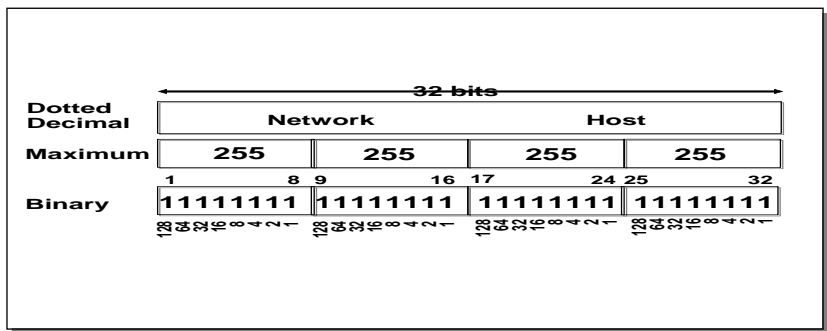 32 bits
Dotted
Decimal Network Host
Maximum 255 255 255 255
1 8 9 16 17 24 25 32
Binary 11111111 11111111 11111111 11111111
128 64 32 16 8 4 2 1 128 64 32 16 8 4 2 1 128 64 32 16 8 4 2 1 128 64 32 16 8 4 2 1